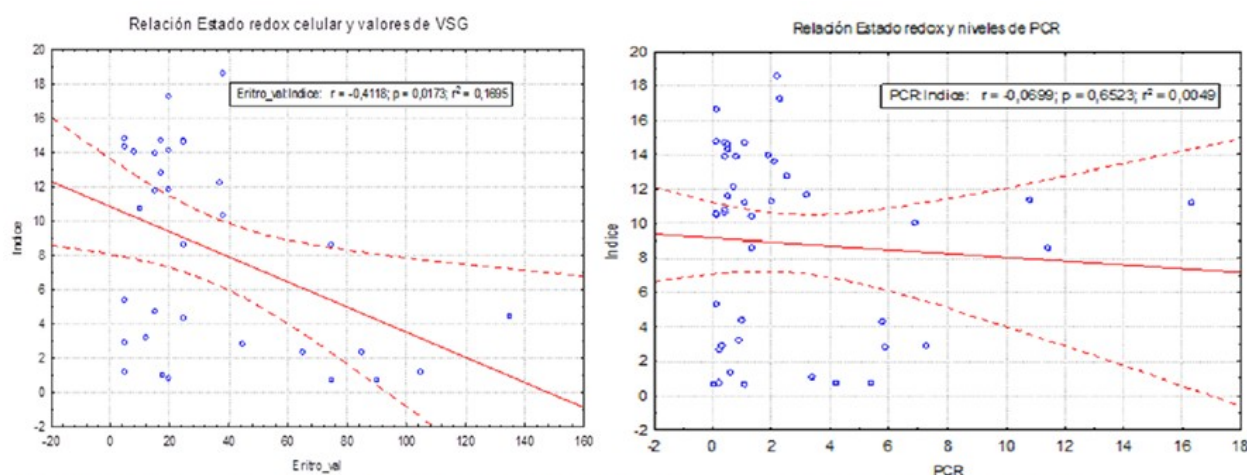 Relación Estado redox celular y valores de VSG
20
18
16
14
12
10
8
6
4
2
0
-2
Indice
Eritro_val:Indice: r = -0,4118; p = 0,0173; r² = 0,1695
-20 0 20 40 60 80 100 120 140 160
Eritro_val
Relación Estado redox y niveles de PCR
20
18
16
14
12
10
8
6
4
2
0
-2
Indice
PCR:Indice: r = -0,0699; p = 0,6523; r² = 0,0049
-2 0 2 4 6 8 10 12 14 16 18
PCR